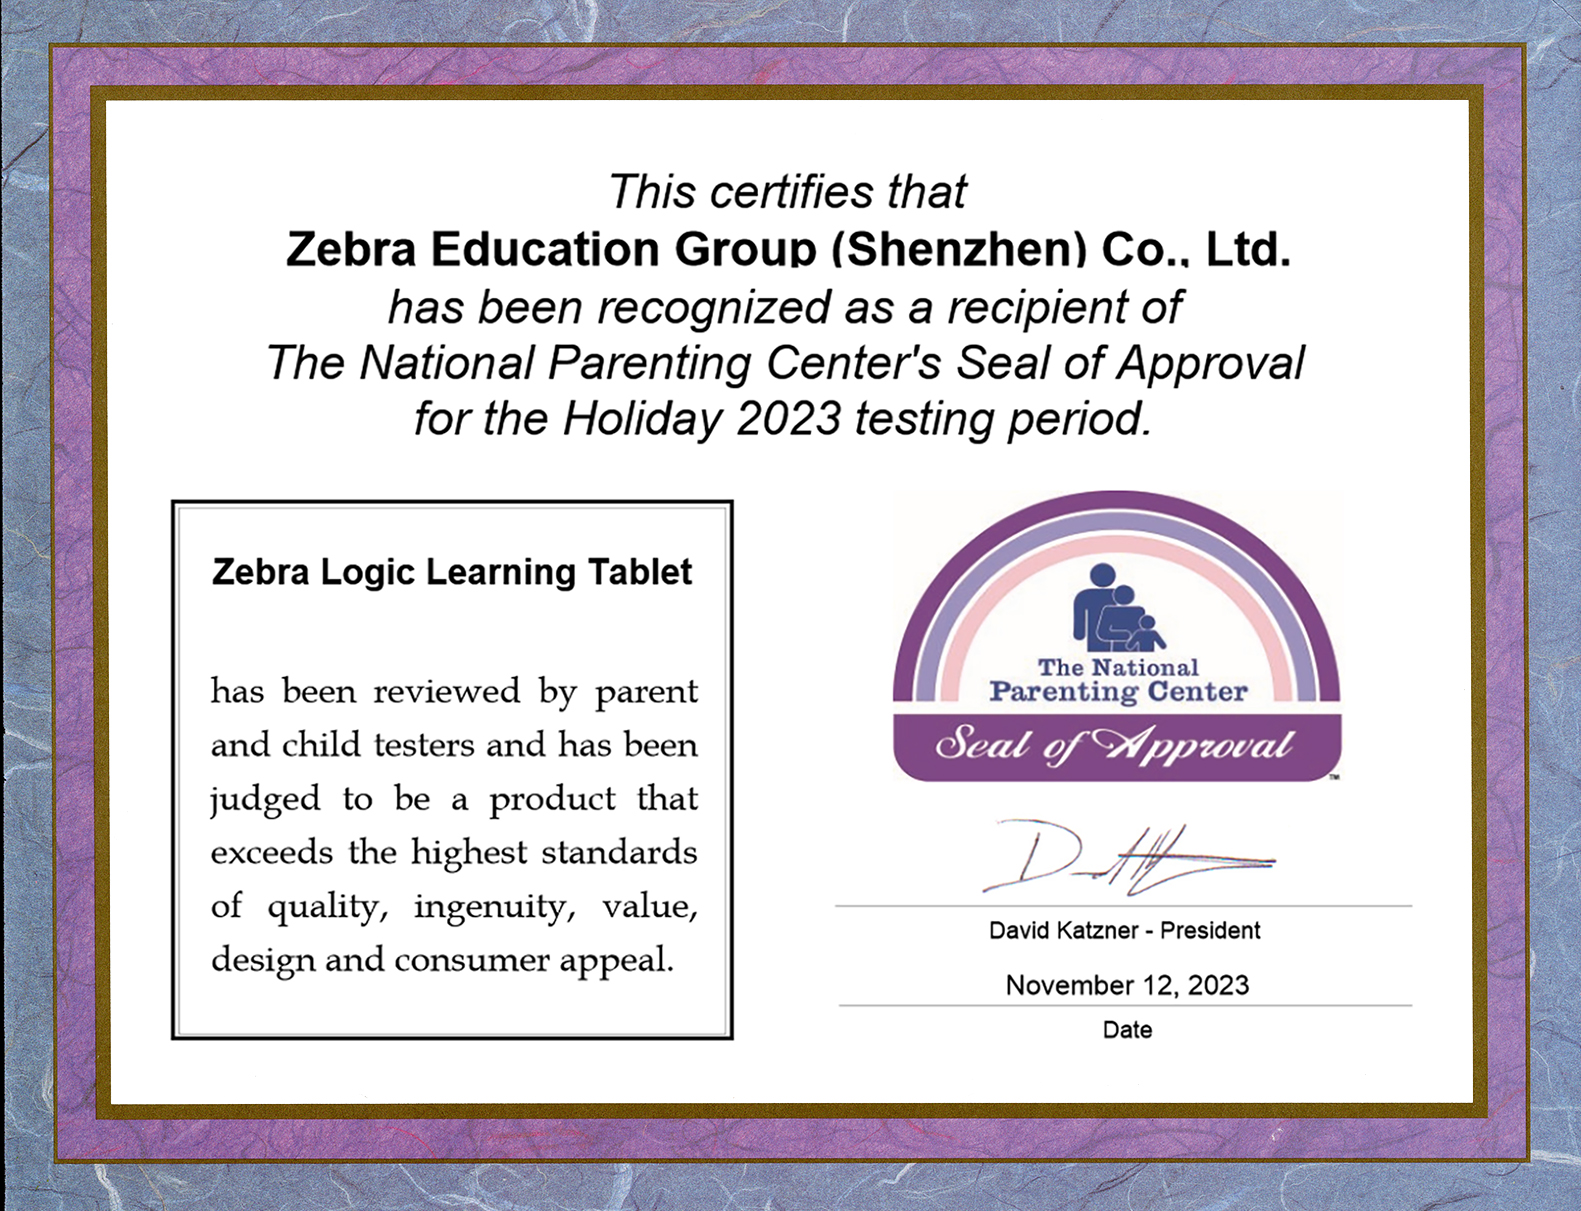 This certifies that
Zebra Education Group (Shenzhen) Co., Ltd.
has been recognized as a recipient of
The National Parenting Center's Seal of Approval
for the Holiday 2023 testing period.
Zebra Logic Learning Tablet
has been reviewed by parent
and child testers and has been
judged to be a product that
exceeds the highest standards
of quality, ingenuity, value,
design and consumer appeal.
The National
Parenting Center
Seal of Approval
™
David Katzner - President
November 12, 2023
Date